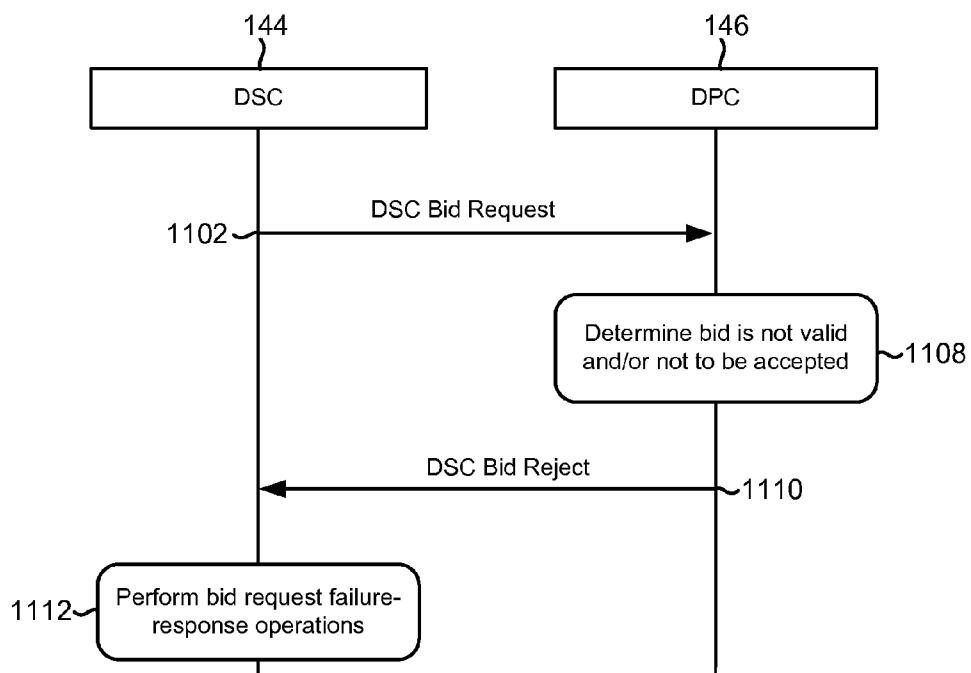 144
146
DSC
DPC
DSC Bid Request
1102
Determine bid is not valid
and/or not to be accepted
1108
DSC Bid Reject
1110
Perform bid request failure-
response operations
1112